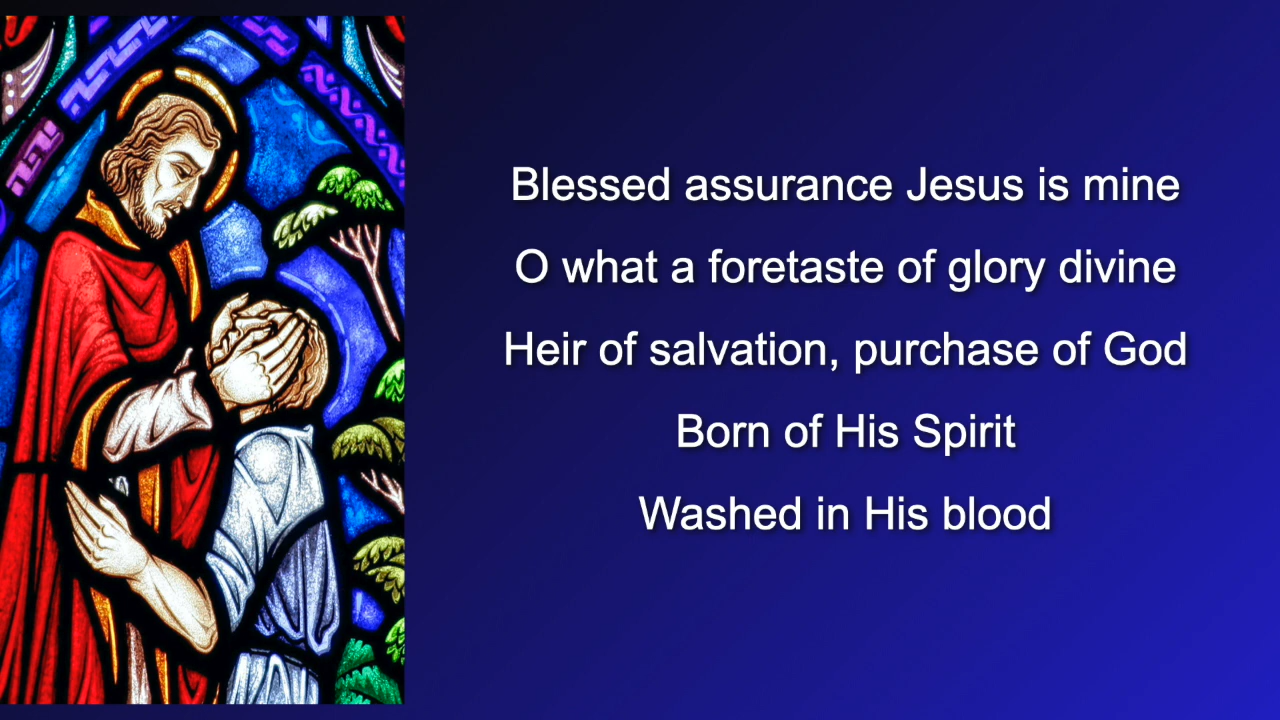 Blessed assurance Jesus is mine
O what a foretaste of glory divine
Heir of salvation, purchase of God
Born of His Spirit
Washed in His blood